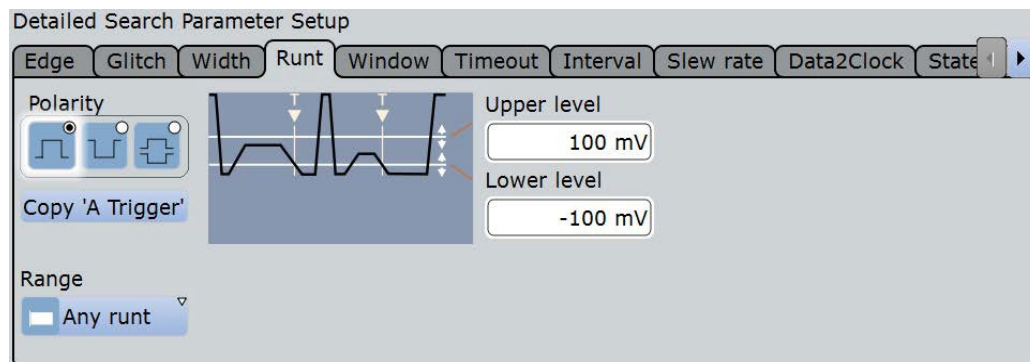 Detailed Search Parameter Setup
Edge Glitch Width Runt Window Timeout Interval Slew rate Data2Clock State
Polarity
T T
Upper level
100 mV
Lower level
-100 mV
Copy 'A Trigger'
Range
Any runt